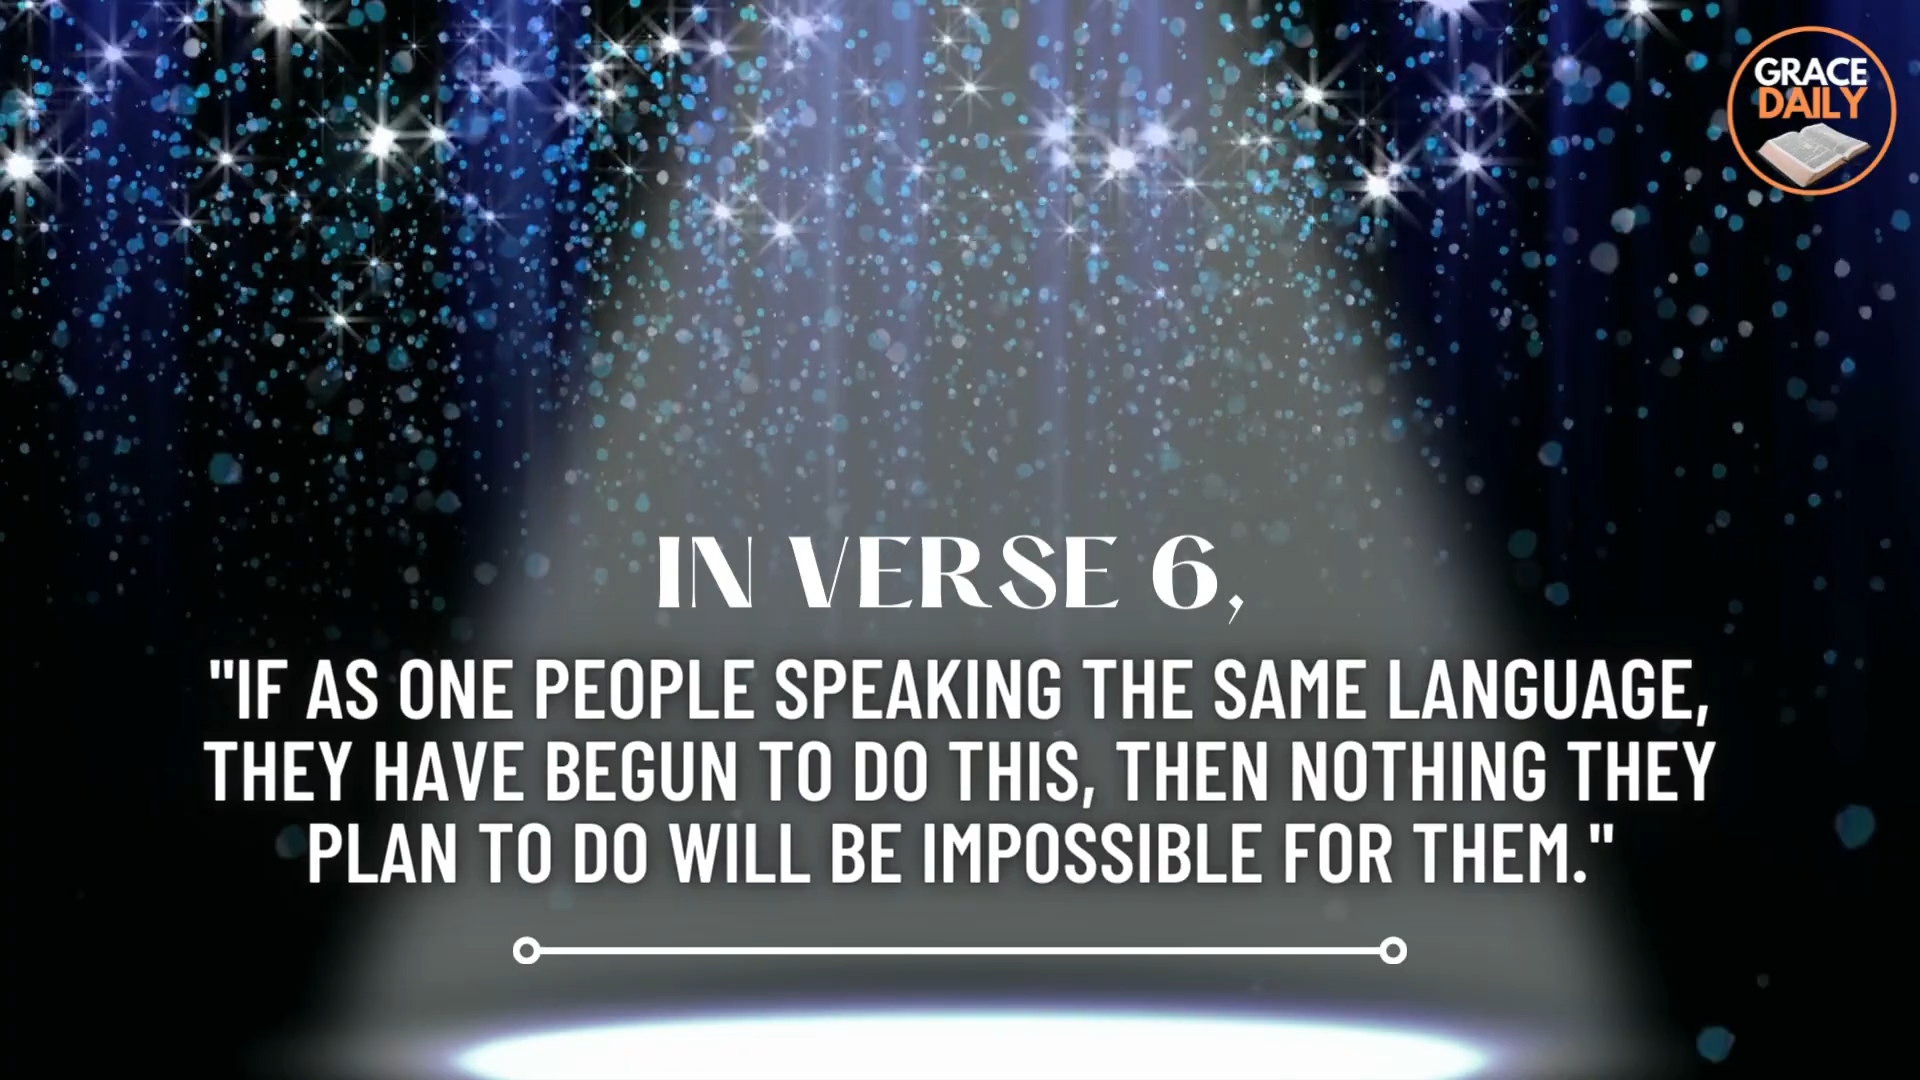 GRACE
DAILY
IN VERSE 6,
"IF AS ONE PEOPLE SPEAKING THE SAME LANGUAGE,
THEY HAVE BEGUN TO DO THIS, THEN NOTHING THEY
PLAN TO DO WILL BE IMPOSSIBLE FOR THEM."